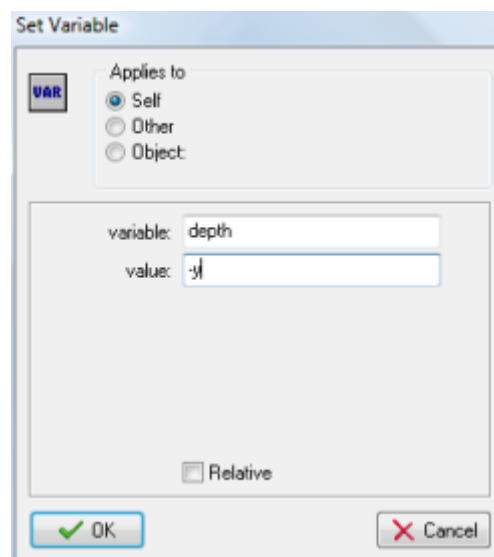 Set Variable
Applies to
VAR
Self
Other
Object:
variable: depth
value: -y
Relative
OK
Cancel